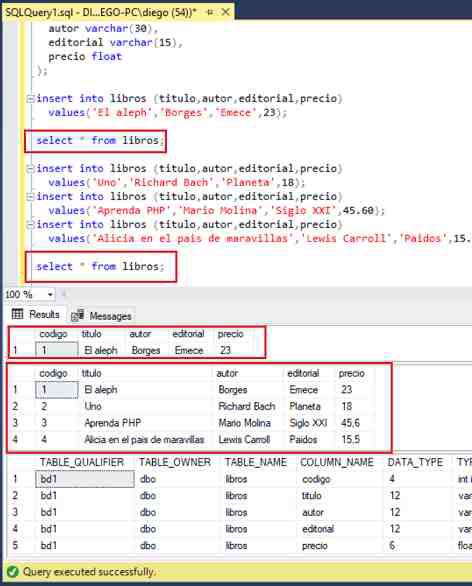 SQLQuery1.sql - DI...EGO-PC\diego (54))*
autor varchar(30),
editorial varchar(15),
precio float
);
insert into libros (titulo,autor,editorial,precio)
values('El aleph','Borges','Emece',23);
select * from libros;
insert into libros (titulo,autor,editorial,precio)
values('Uno','Richard Bach','Planeta',18);
insert into libros (titulo,autor,editorial,precio)
values('Aprenda PHP','Mario Molina','Siglo XXI',45.60);
insert into libros (titulo,autor,editorial,precio)
values('Alicia en el pais de maravillas','Lewis Carroll','Paidos',15.
select * from libros;
100 %
Results Messages
codigo titulo autor editorial precio
1 1 El aleph Borges Emece 23
codigo titulo autor editorial precio
1 1 El aleph Borges Emece 23
2 2 Uno Richard Bach Planeta 18
3 3 Aprenda PHP Mario Molina Siglo XXI 45,6
4 4 Alicia en el pais de maravillas Lewis Carroll Paidos 15,5
TABLE_QUALIFIER TABLE_OWNER TABLE_NAME COLUMN_NAME DATA_TYPE TYF
1 bd1 dbo libros codigo 4 int i
2 bd1 dbo libros titulo 12 var
3 bd1 dbo libros autor 12 var
4 bd1 dbo libros editorial 12 var
5 bd1 dbo libros precio 6 floa
Query executed successfully.